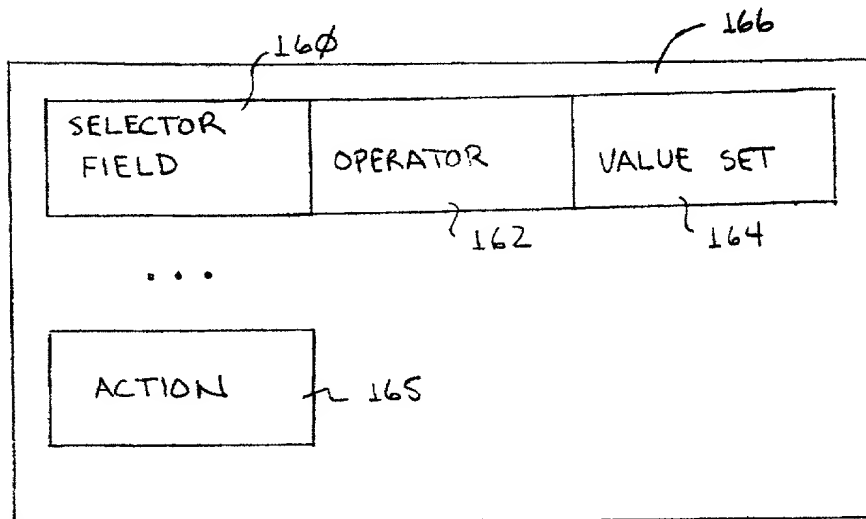 160
166
SELECTOR
FIELD
OPERATOR
VALUE SET
162
164
...
ACTION
165